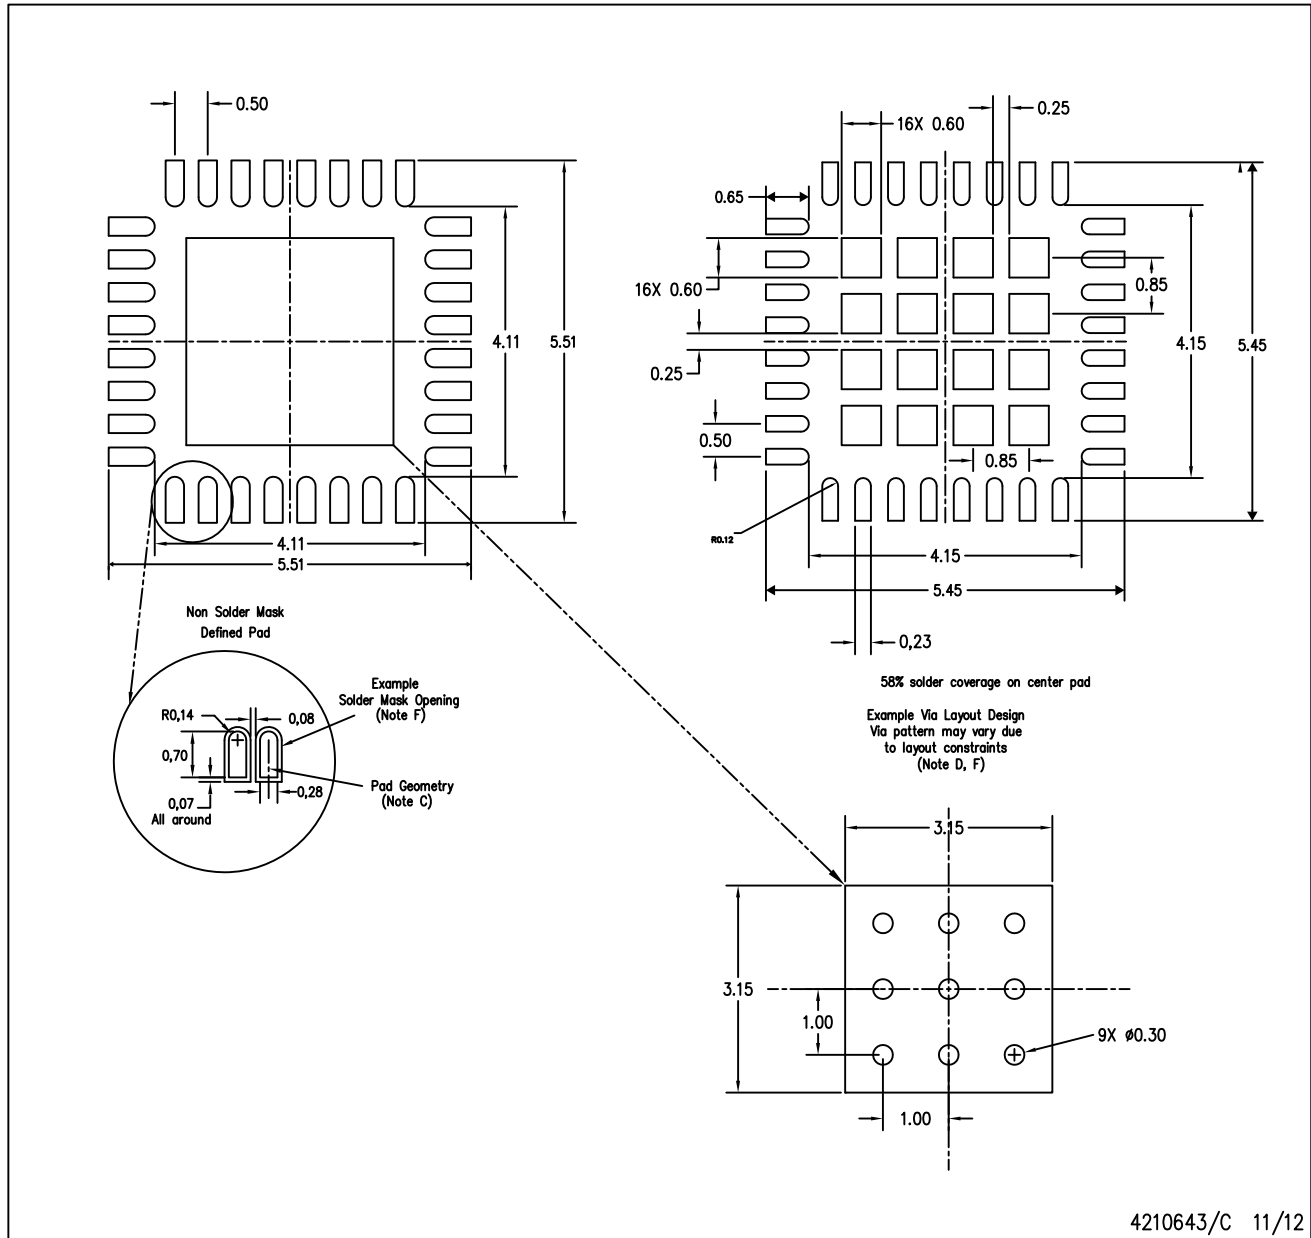 0.50
5.51
4.11
4.11
5.51
Non Solder Mask
Defined Pad
Example
Solder Mask Opening
(Note F)
R0,14
0,08
0,70
0,07
All around
0,28
Pad Geometry
(Note C)
16X 0.60
0.25
0.65
16X 0.60
0.25
0.50
0.85
0.85
4.15
5.45
R0.12
4.15
5.45
0,23
58% solder coverage on center pad
Example Via Layout Design
Via pattern may vary due
to layout constraints
(Note D, F)
3.15
3.15
1.00
1.00
9X ø0.30
4210643/C 11/12